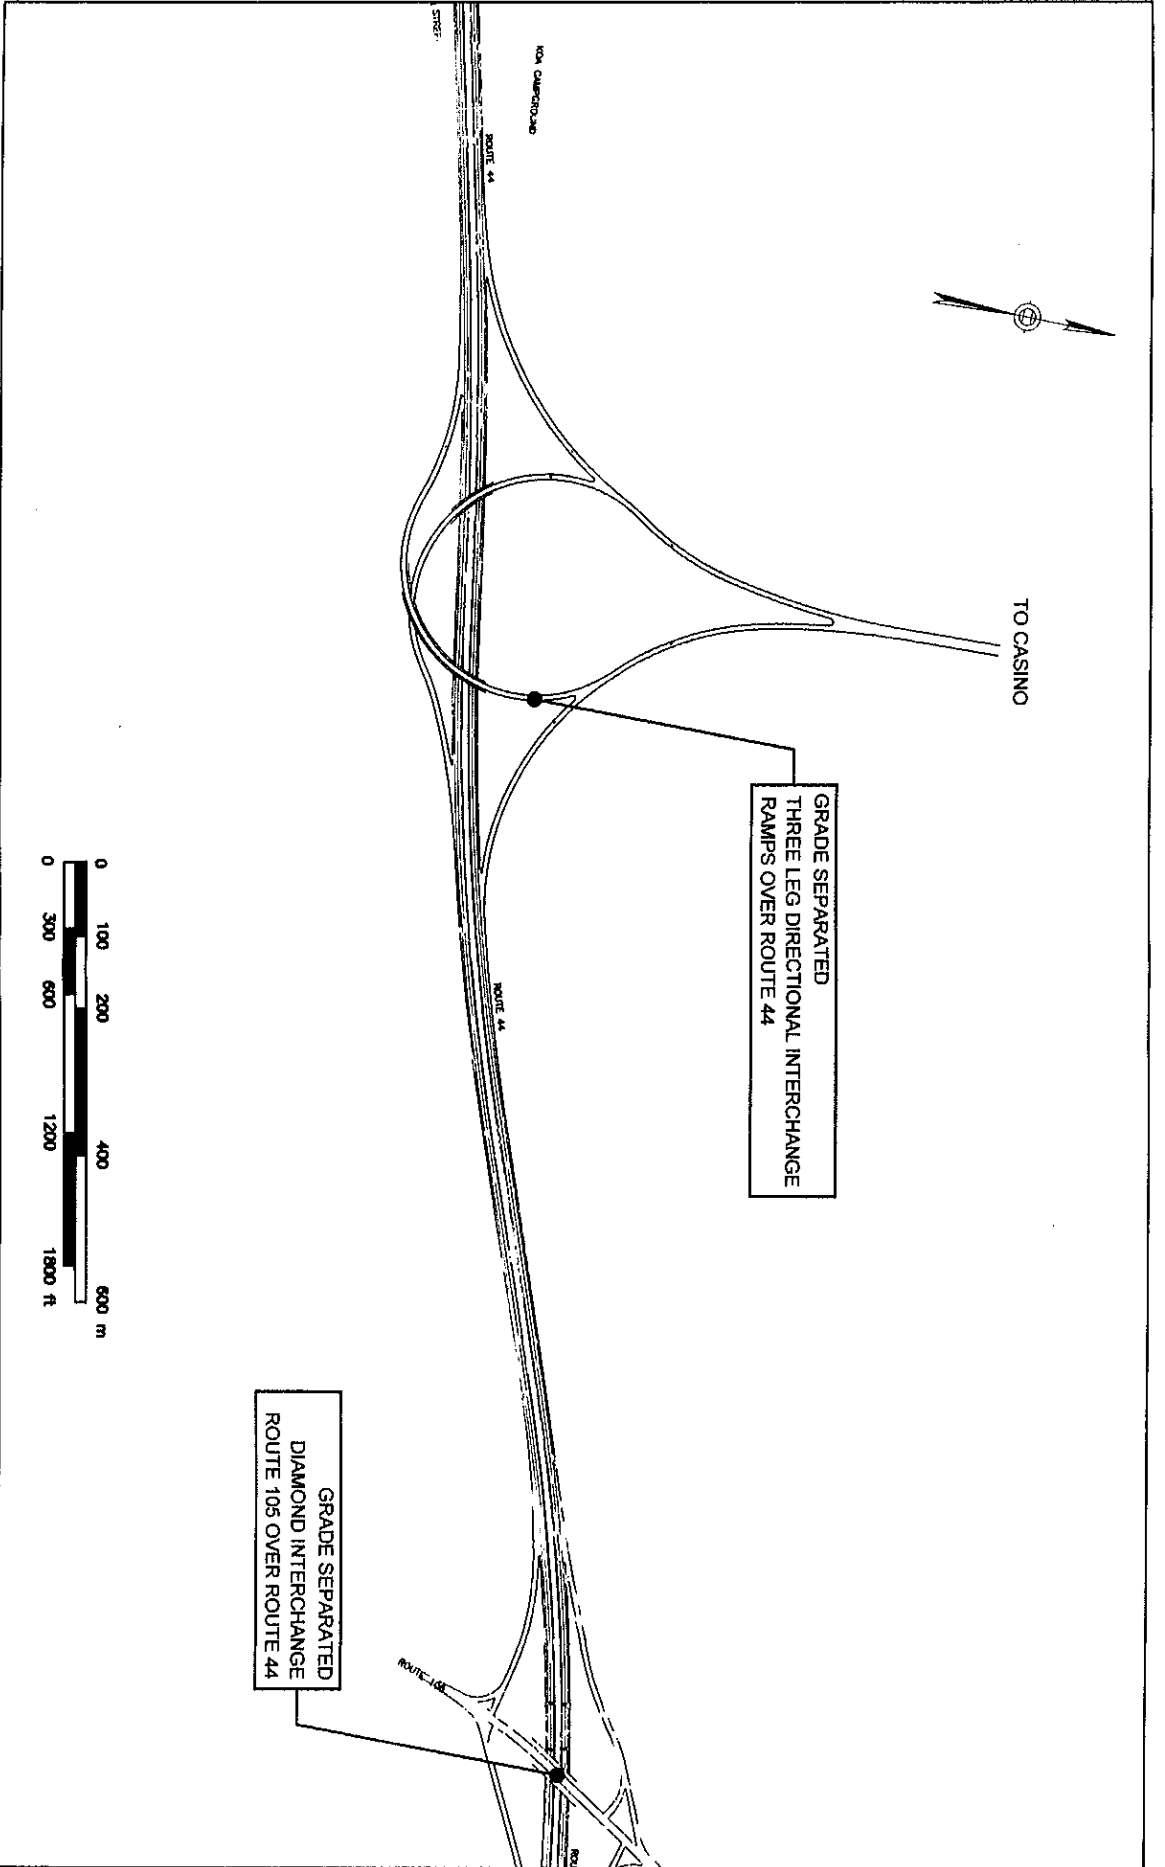 KOA CAMPGROUND
ROUTE 44
TO CASINO
GRADE SEPARATED
THREE LEG DIRECTIONAL INTERCHANGE
RAMPS OVER ROUTE 44
ROUTE 44
GRADE SEPARATED
DIAMOND INTERCHANGE
ROUTE 105 OVER ROUTE 44
0 100 200 400 600 m
0 300 600 1200 1800 ft